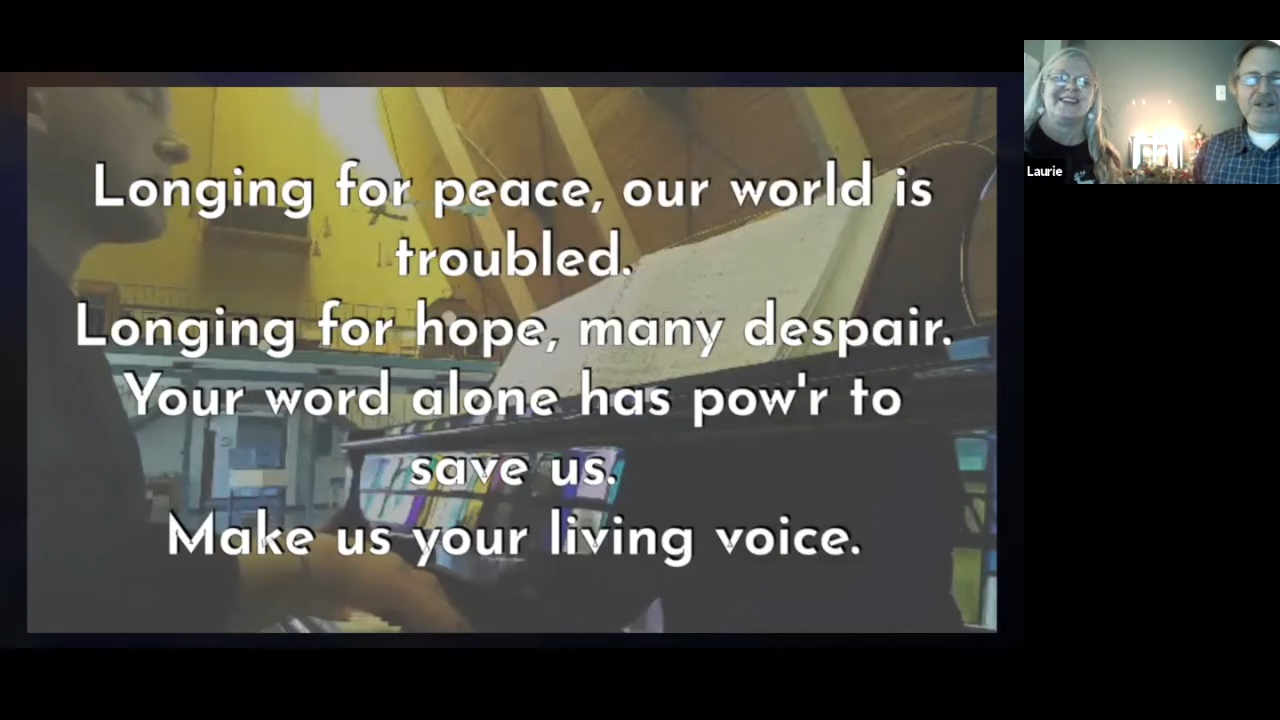 Longing for peace, our world is
troubled.
Longing for hope, many despair.
Your word alone has pow'r to
save us.
Make us your living voice.
Laurie